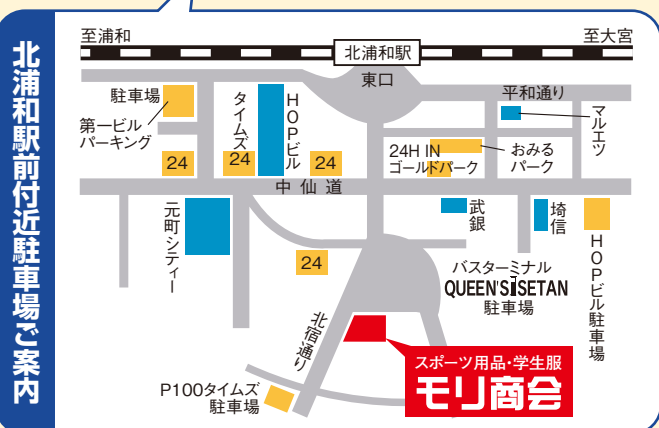 北浦和駅前付近駐車場ご案内
至浦和
北浦和駅
至大宮
東口
駐車場
第一ビル
パーキング
タイムズ
HOPビル
平和通り
マルエツ
24
24
24
24H IN
ゴールドパーク
おみる
パーク
中仙道
元町シティー
武銀
埼信
HOPビル駐車場
24
バスターミナル
QUEEN'S ISETAN
駐車場
北宿通り
P100タイムズ
駐車場
スポーツ用品・学生服
モリ商会